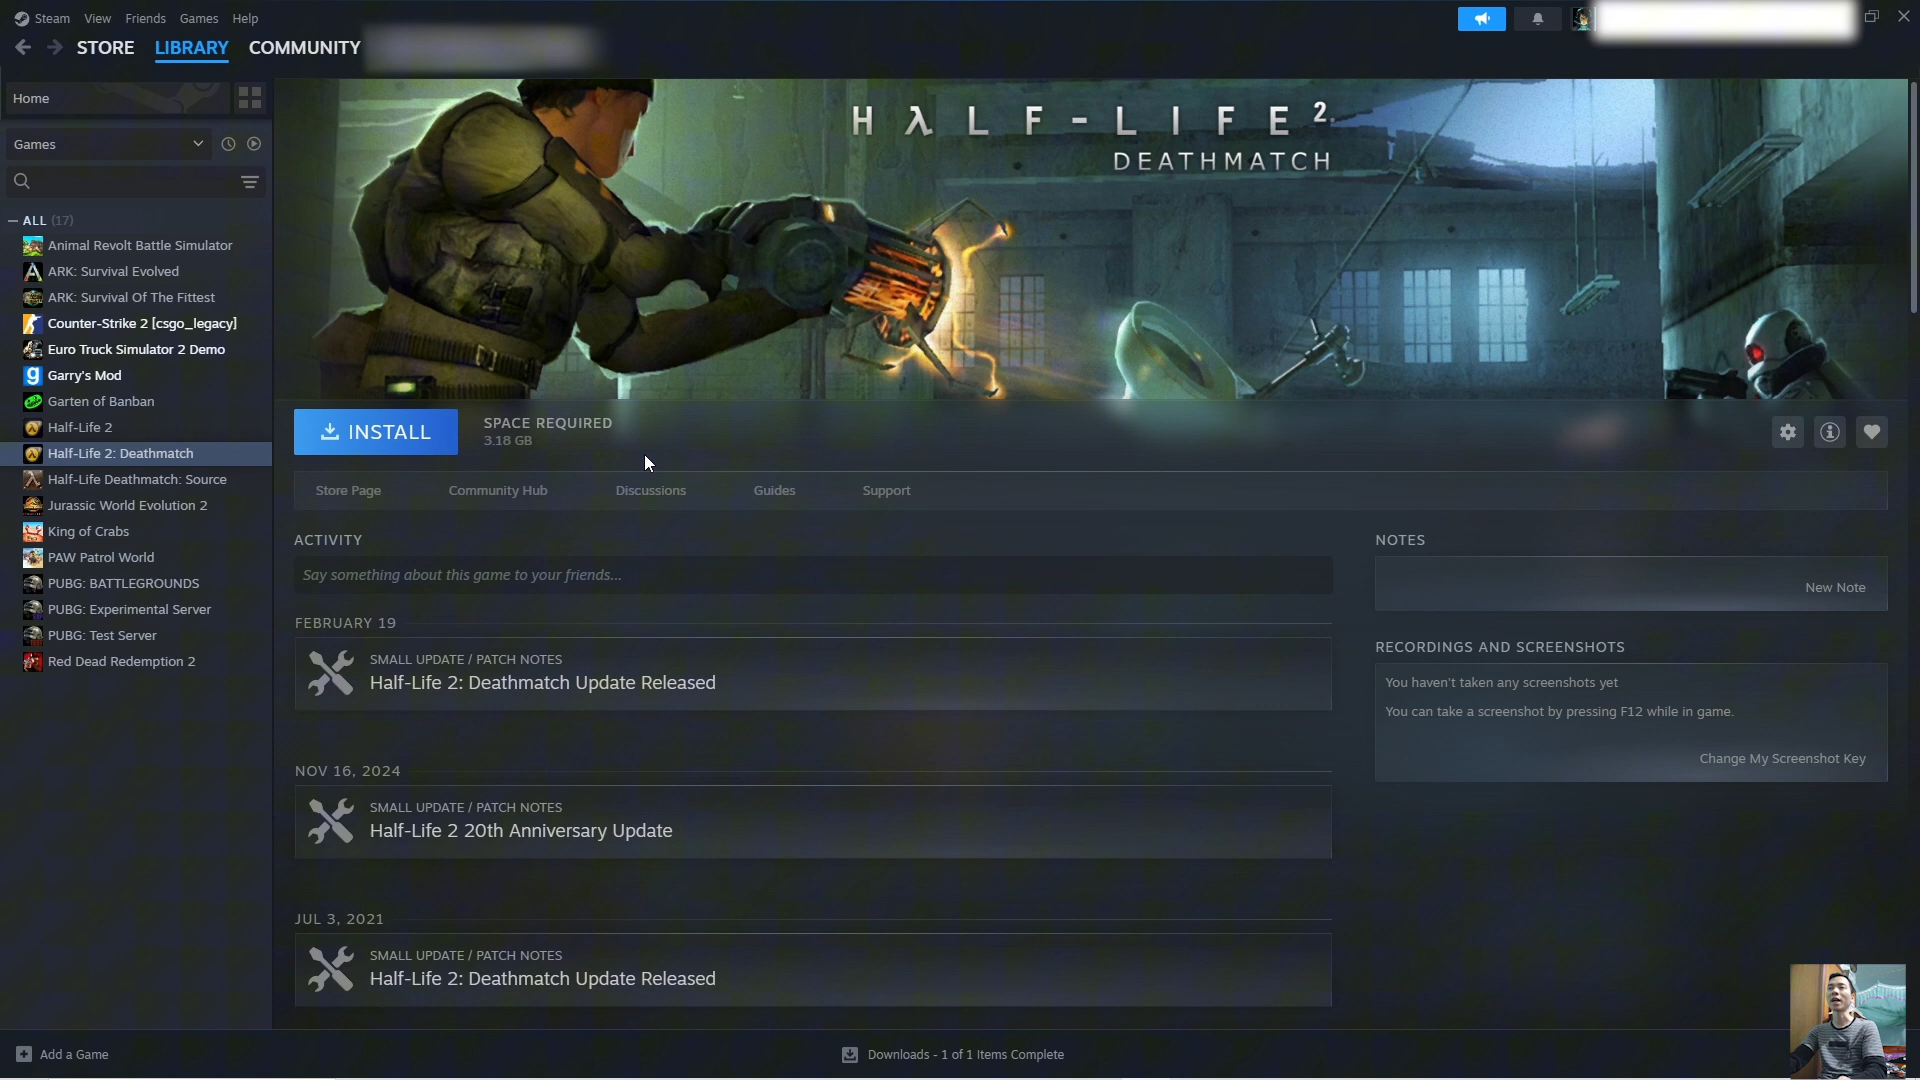 Steam View Friends Games Help
STORE LIBRARY COMMUNITY
Home
Games
ALL (17)
Animal Revolt Battle Simulator
ARK: Survival Evolved
ARK: Survival Of The Fittest
Counter-Strike 2 [csgo_legacy]
Euro Truck Simulator 2 Demo
Garry's Mod
Garten of Banban
Half-Life 2
Half-Life 2: Deathmatch
Half-Life Deathmatch: Source
Jurassic World Evolution 2
King of Crabs
PAW Patrol World
PUBG: BATTLEGROUNDS
PUBG: Experimental Server
PUBG: Test Server
Red Dead Redemption 2
Add a Game
HλLF-LIFE²
DEATHMATCH
INSTALL
SPACE REQUIRED
3.18 GB
Store Page Community Hub Discussions Guides Support
ACTIVITY
Say something about this game to your friends...
FEBRUARY 19
SMALL UPDATE / PATCH NOTES
Half-Life 2: Deathmatch Update Released
NOV 16, 2024
SMALL UPDATE / PATCH NOTES
Half-Life 2 20th Anniversary Update
JUL 3, 2021
SMALL UPDATE / PATCH NOTES
Half-Life 2: Deathmatch Update Released
NOTES
New Note
RECORDINGS AND SCREENSHOTS
You haven't taken any screenshots yet
You can take a screenshot by pressing F12 while in game.
Change My Screenshot Key
Downloads - 1 of 1 Items Complete